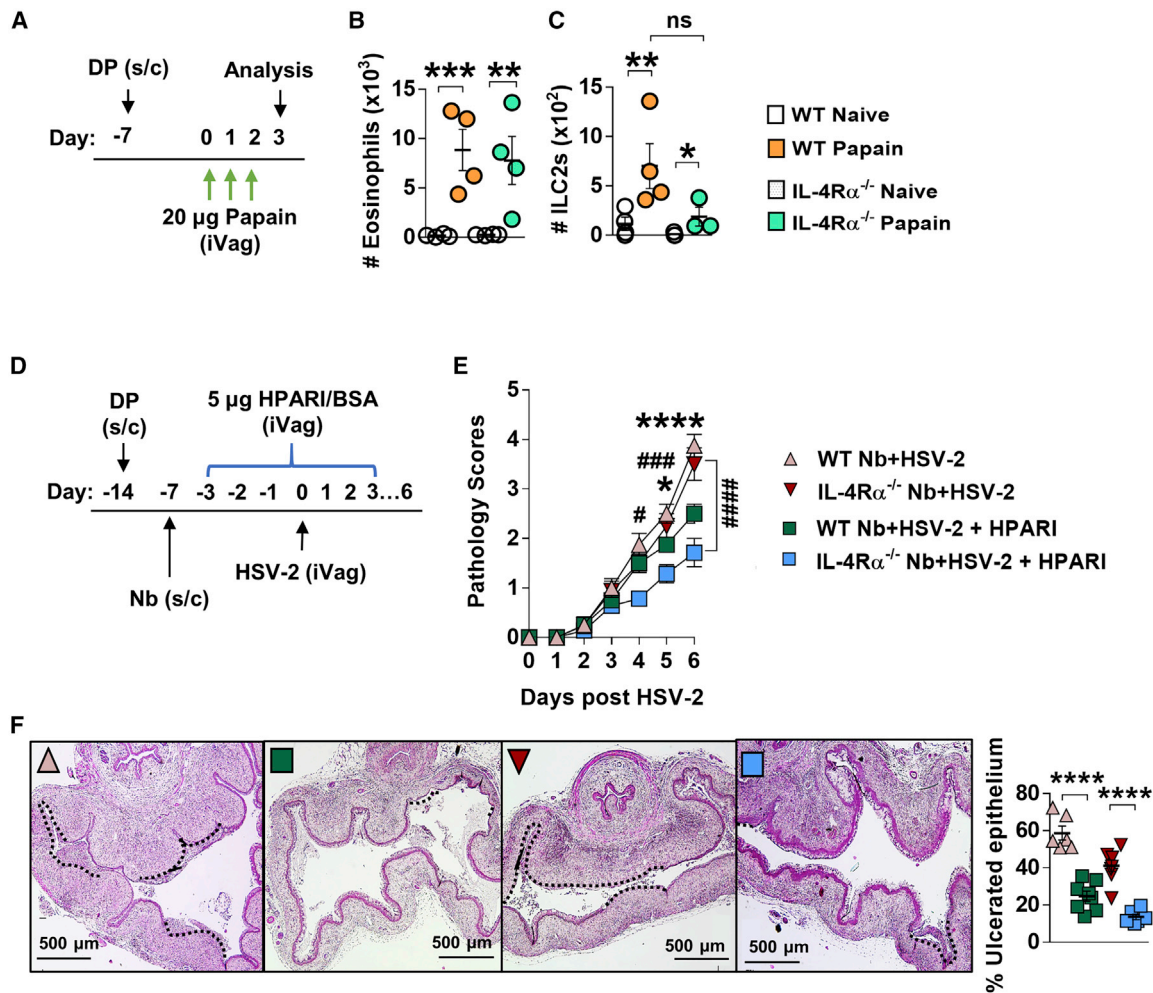 A
DP (s/c)
Analysis
Day: -7 0 1 2 3
20 µg Papain
(iVag)
B
*** **
# Eosinophils (x10³)
15
10
5
0
C
ns
**
*
# ILC2s (x10²)
15
10
5
0
WT Naive
WT Papain
IL-4Rα-/- Naive
IL-4Rα-/- Papain
D
DP
(s/c)
5 µg HPARI/BSA
(iVag)
Day: -14 -7 -3 -2 -1 0 1 2 3...6
HSV-2 (iVag)
Nb (s/c)
E
Pathology Scores
5
4
3
2
1
0
****
###
*
#
####
0 1 2 3 4 5 6
Days post HSV-2
WT Nb+HSV-2
IL-4Rα-/- Nb+HSV-2
WT Nb+HSV-2 + HPARI
IL-4Rα-/- Nb+HSV-2 + HPARI
F
500 µm
500 µm
500 µm
500 µm
% Ulcerated epithelium
80
60
40
20
0
****
****